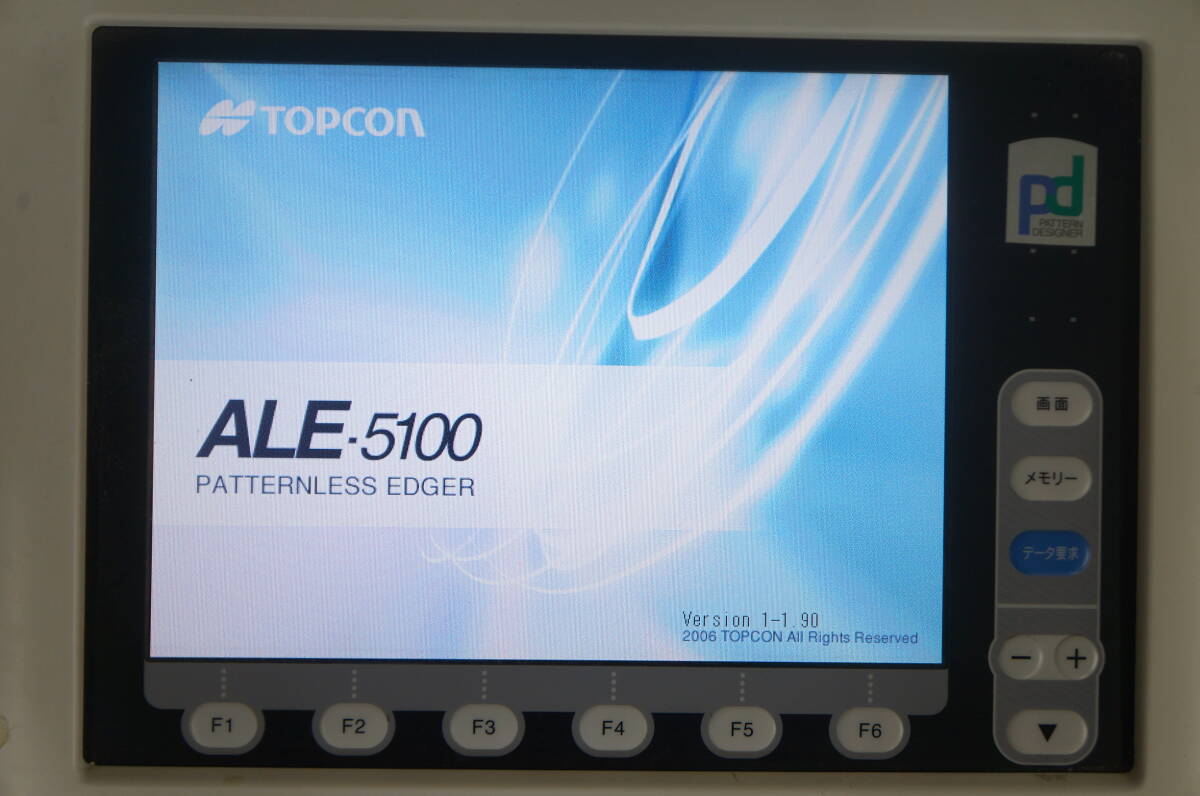 TOPCON
pd
PATTERN
DESIGNER
ALE-5100
PATTERNLESS EDGER
画面
メモリー
データ要求
Version 1-1.90
2006 TOPCON All Rights Reserved
− +
▼
F1 F2 F3 F4 F5 F6